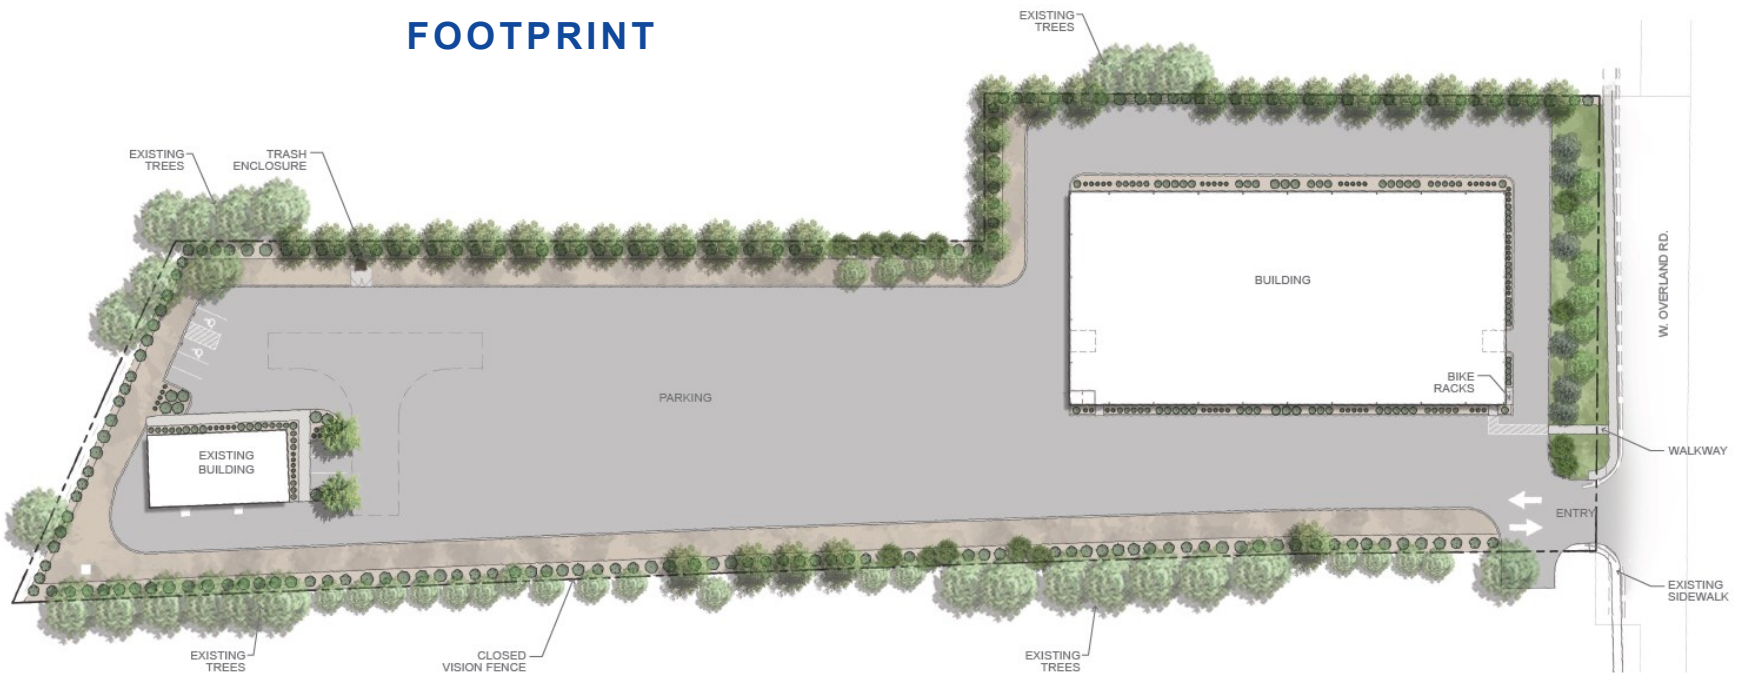 FOOTPRINT
EXISTING
TREES
EXISTING
TREES
TRASH
ENCLOSURE
BUILDING
W. OVERLAND RD.
PARKING
BIKE
RACKS
EXISTING
BUILDING
WALKWAY
ENTRY
EXISTING
SIDEWALK
EXISTING
TREES
CLOSED
VISION FENCE
EXISTING
TREES